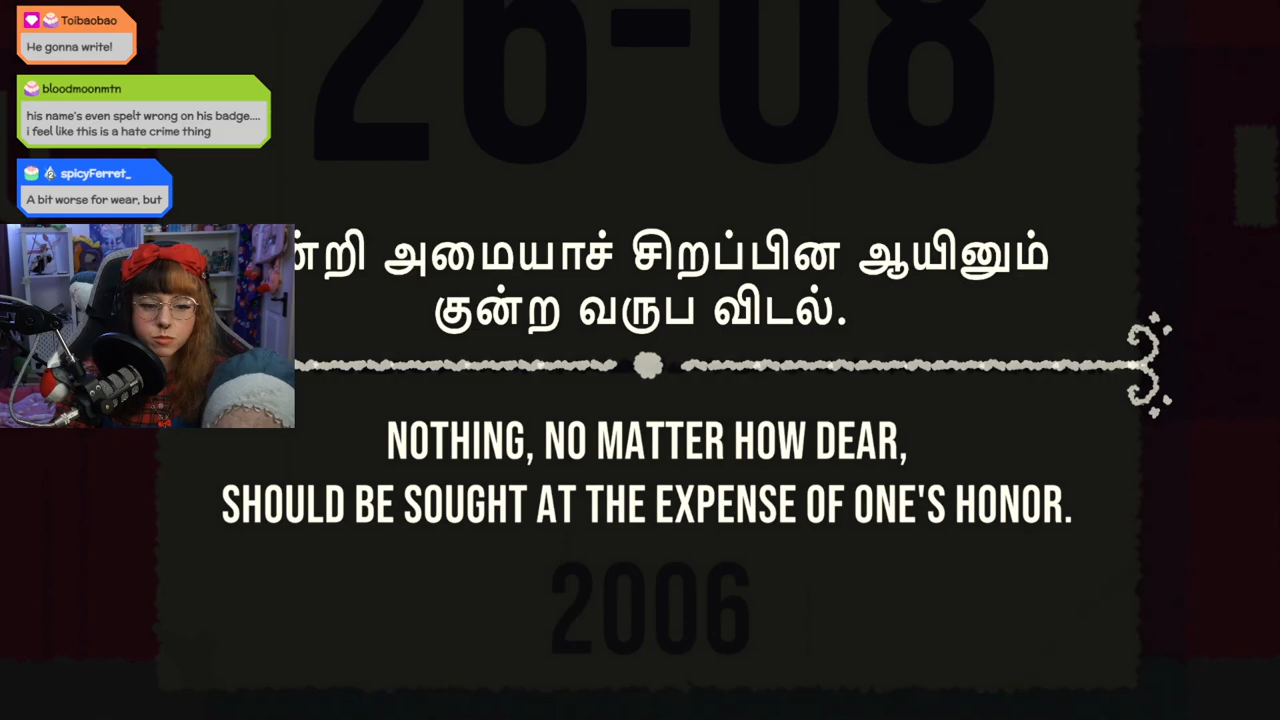 26-08
Toibaobao
He gonna write!
bloodmoonmtn
his name's even spelt wrong on his badge....
i feel like this is a hate crime thing
2
spicyFerret_
A bit worse for wear, but
அமையாச் சிறப்பின ஆயினும்
குன்ற வருப விடல்.
NOTHING, NO MATTER HOW DEAR,
SHOULD BE SOUGHT AT THE EXPENSE OF ONE'S HONOR.
2006